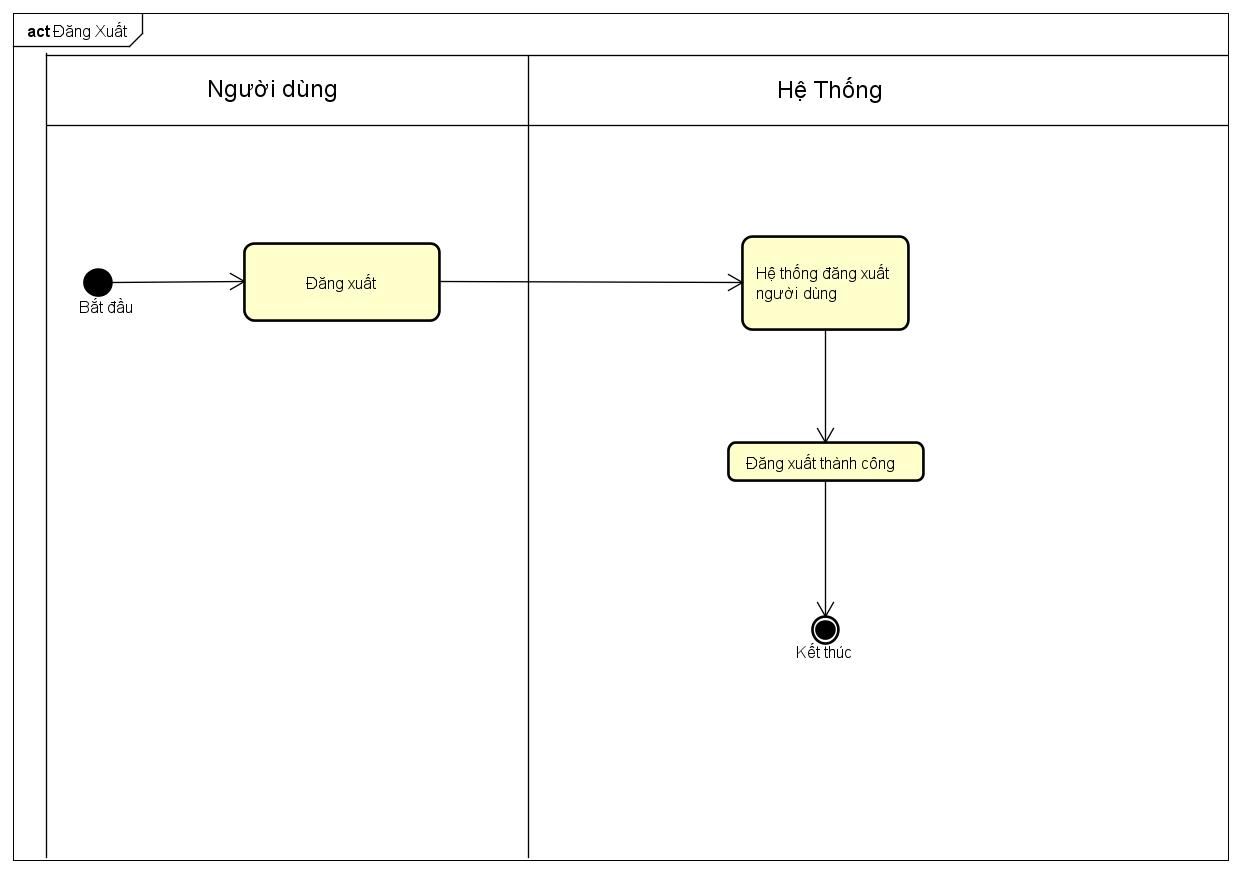 act Đăng Xuất
Người dùng
Hệ Thống
Bắt đầu
Đăng xuất
Hệ thống đăng xuất
người dùng
Đăng xuất thành công
Kết thúc